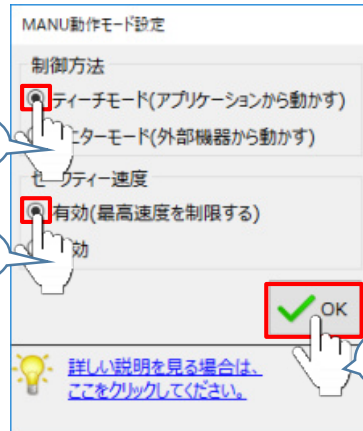 MANU動作モード設定
制御方法
ティーチモード(アプリケーションから動かす)
ニターモード(外部機器から動かす)
セーフティー速度
有効(最高速度を制限する)
効
OK
詳しい説明を見る場合は、
ここをクリックしてください。